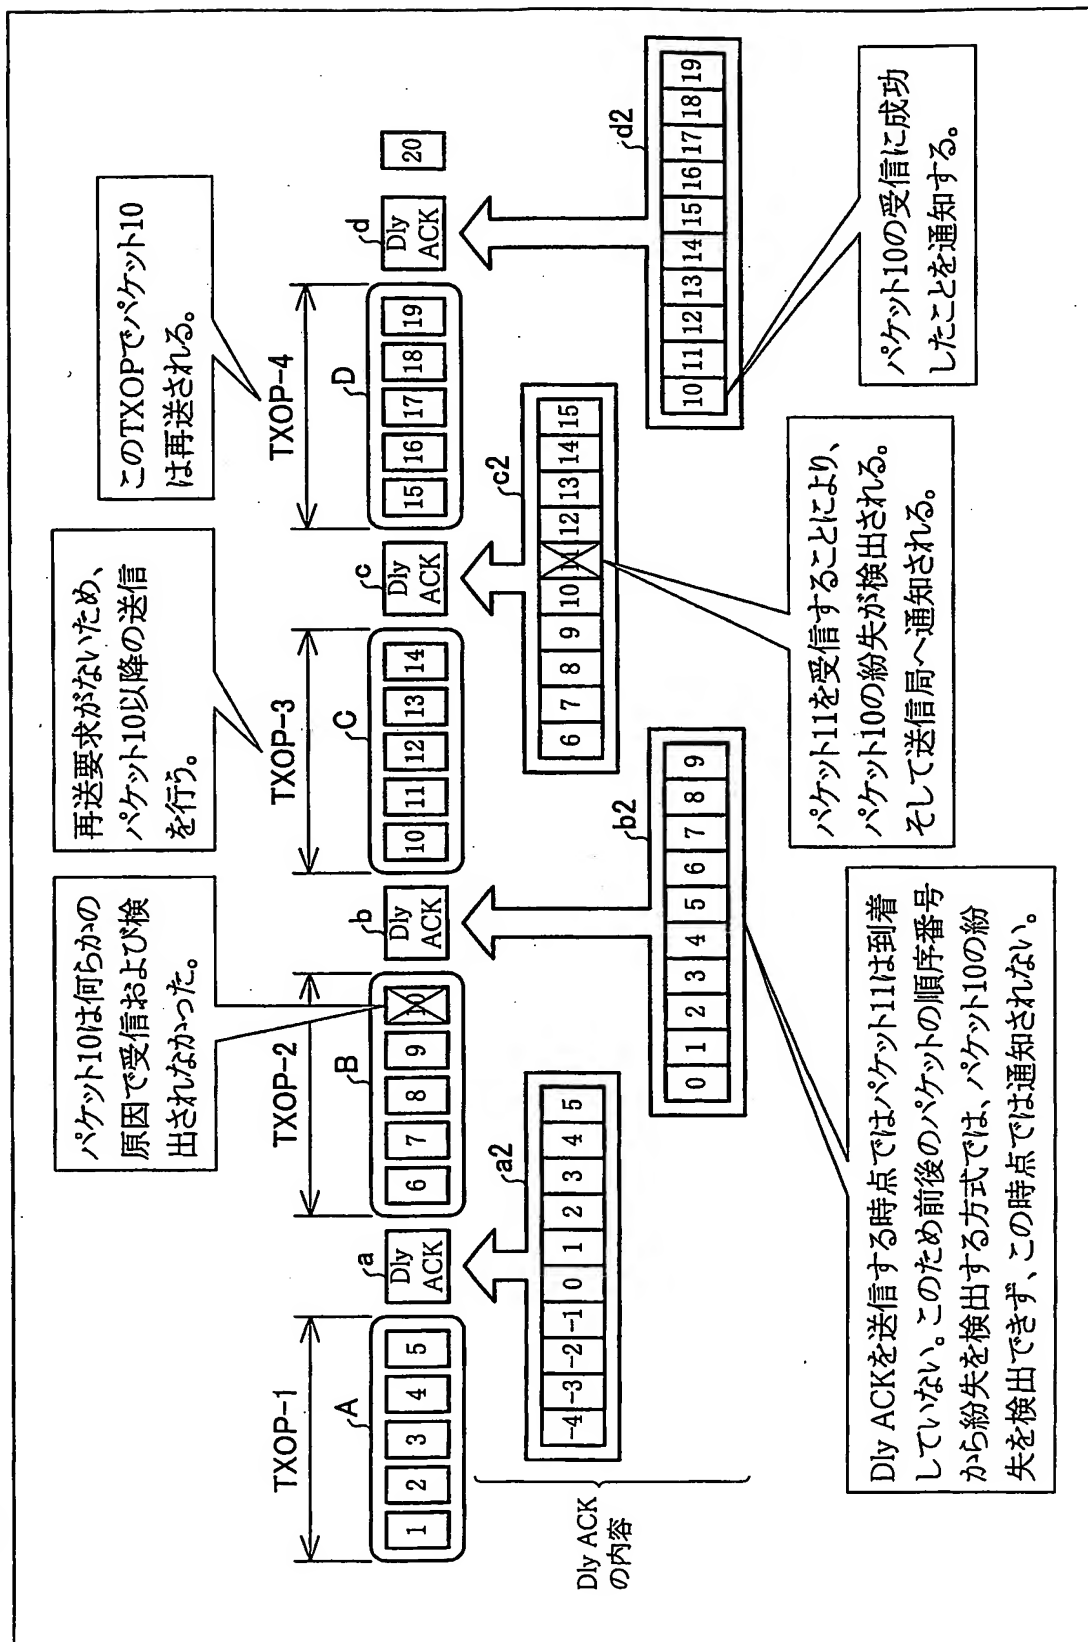 パケット10は何らかの
原因で受信および検
出されなかった。
再送要求がないため、
パケット10以降の送信
を行う。
このTXOPでパケット10
は再送される。
TXOP-1
TXOP-2
TXOP-3
TXOP-4
A
B
C
D
1 2 3 4 5
a
Dly
ACK
6 7 8 9 10
b
Dly
ACK
10 11 12 13 14
c
Dly
ACK
15 16 17 18 19
d
Dly
ACK
20
Dly ACK
の内容
a2
-4 -3 -2 -1 0 1 2 3 4 5
b2
0 1 2 3 4 5 6 7 8 9
c2
6 7 8 9 10 11 12 13 14 15
d2
10 11 12 13 14 15 16 17 18 19
Dly ACKを送信する時点ではパケット11は到着
していない。このため前後のパケットの順序番号
から紛失を検出する方式では、パケット10の紛
失を検出できず、この時点では通知されない。
パケット11を受信することにより、
パケット10の紛失が検出される。
そして送信局へ通知される。
パケット10の受信に成功
したことを通知する。